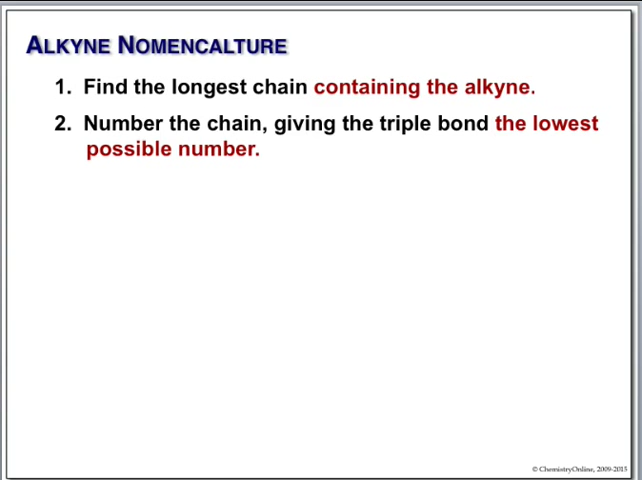 ALKYNE NOMENCALTURE
1. Find the longest chain containing the alkyne.
2. Number the chain, giving the triple bond the lowest
possible number.
© ChemistryOnline, 2009-2015